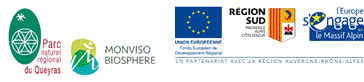 Parc
naturel
régional
du Queyras
MONVISO
BIOSPHERE
UNION EUROPÉENNE
Fonds Européen de
Développement Régional
RÉGION
SUD
PROVENCE
ALPES
CÔTE D'AZUR
l'Europe
s'engage
le Massif Alpin
EN PARTENARIAT AVEC LA RÉGION AUVERGNE-RHÔNE-ALPES